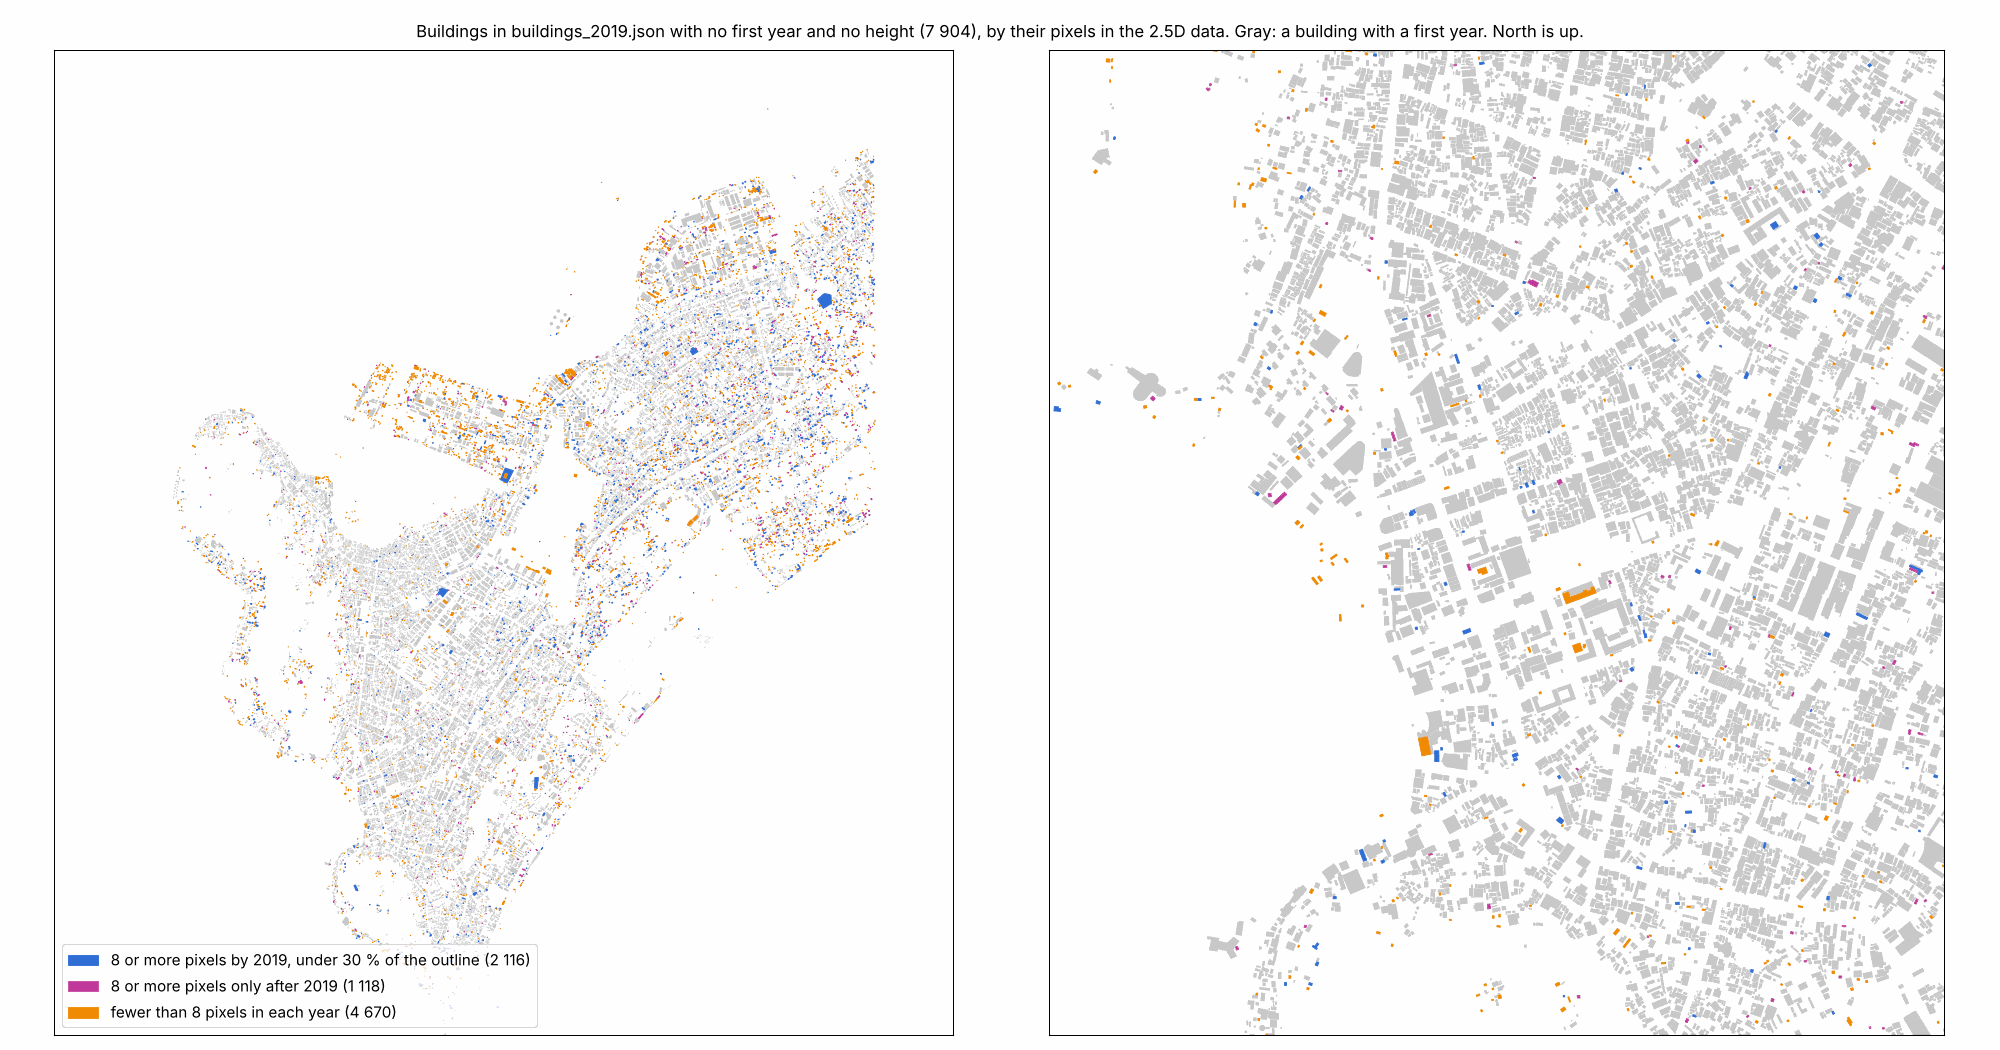 Buildings in buildings_2019.json with no first year and no height (7 904), by their pixels in the 2.5D data. Gray: a building with a first year. North is up.
8 or more pixels by 2019, under 30 % of the outline (2 116)
8 or more pixels only after 2019 (1 118)
fewer than 8 pixels in each year (4 670)